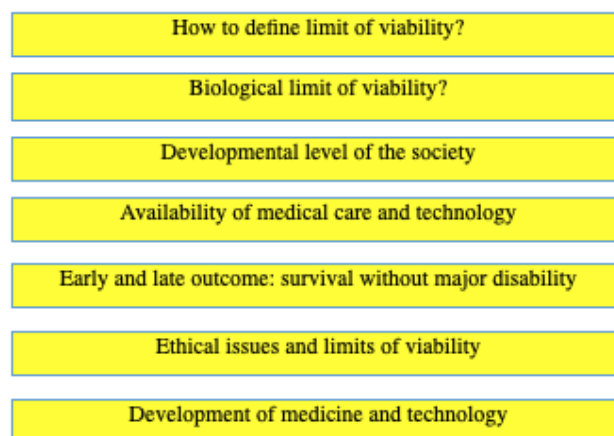 How to define limit of viability?
Biological limit of viability?
Developmental level of the society
Availability of medical care and technology
Early and late outcome: survival without major disability
Ethical issues and limits of viability
Development of medicine and technology